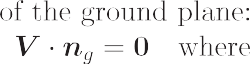 of the ground plane:
V · n_g = 0 where